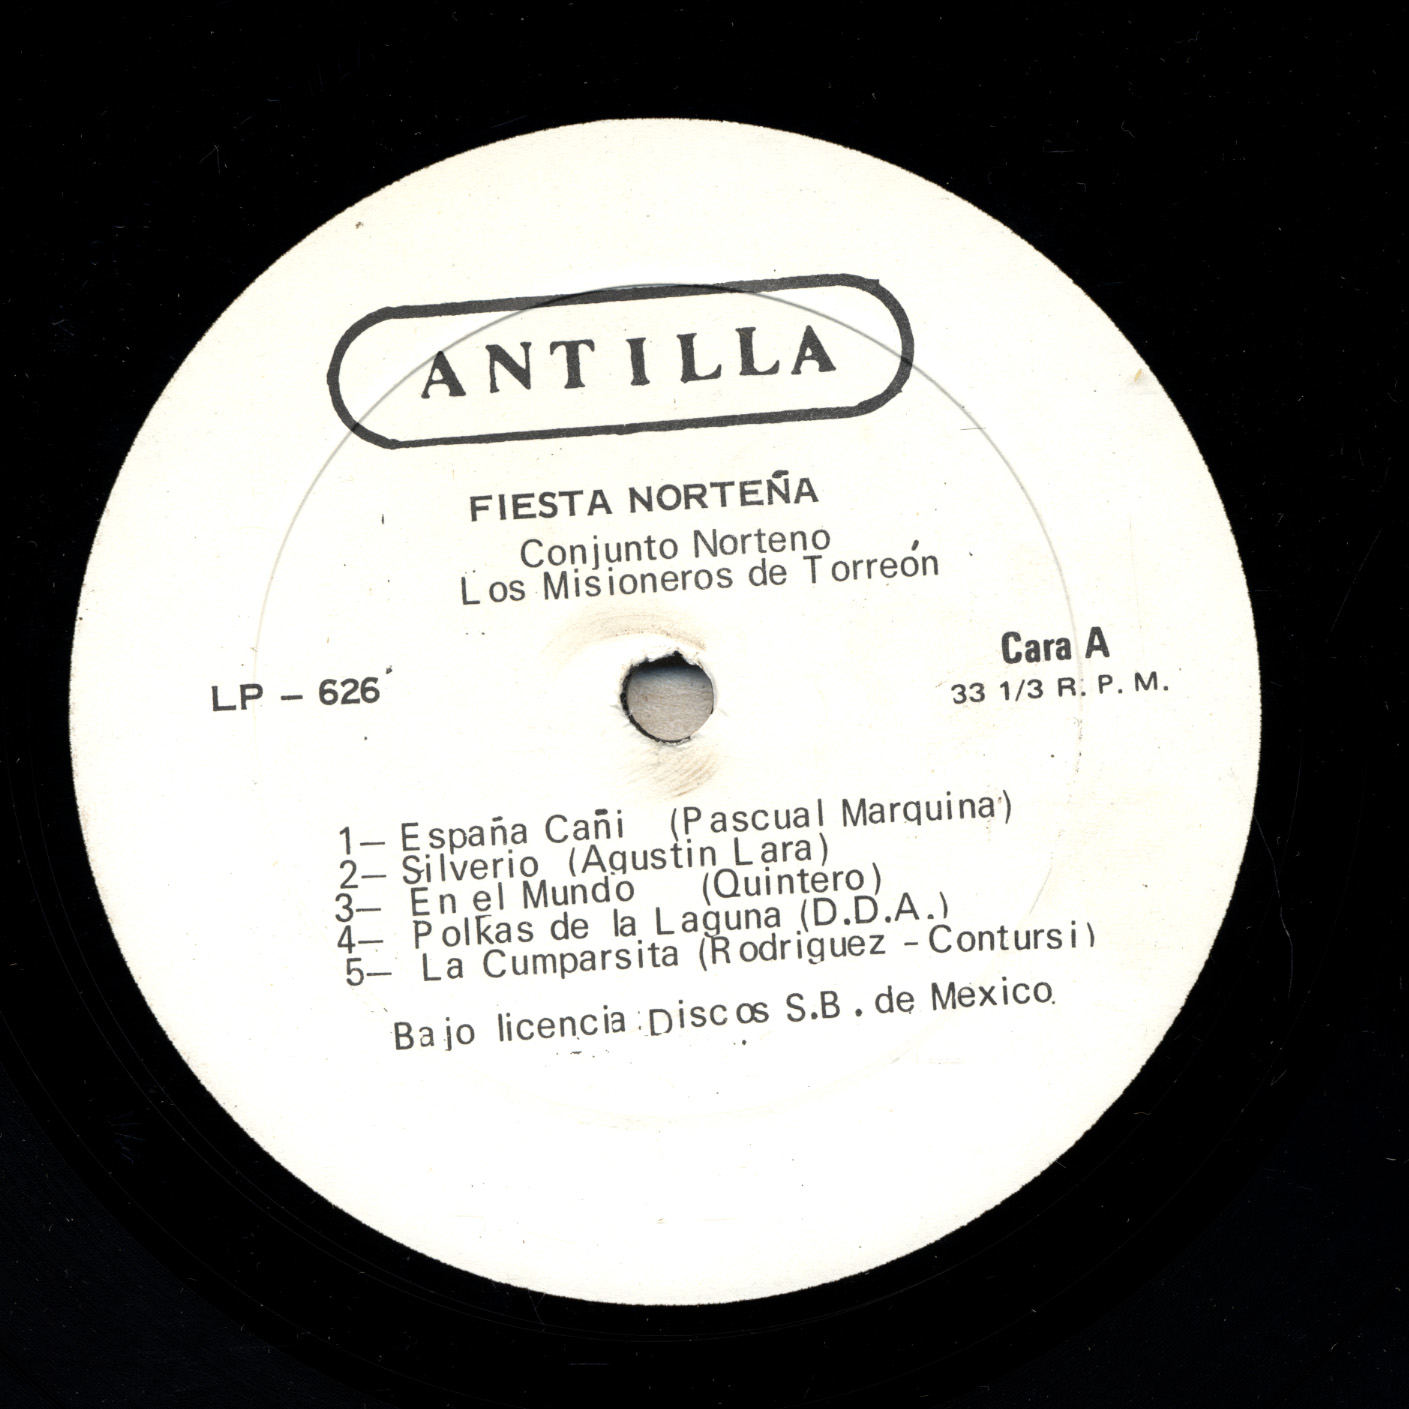 ANTILLA
FIESTA NORTEÑA
Conjunto Norteno
Los Misioneros de Torreón
Cara A
LP - 626
33 1/3 R. P. M.
1- España Cañi (Pascual Marquina)
2- Silverio (Agustin Lara)
3- En el Mundo (Quintero)
4- Polkas de la Laguna (D.D.A.)
5- La Cumparsita (Rodriguez - Contursi)
Bajo licencia: Discos S.B. de Mexico.